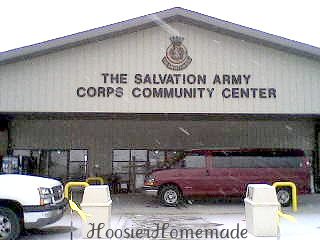 THE SALVATION ARMY
CORPS COMMUNITY CENTER
HoosierHomemade